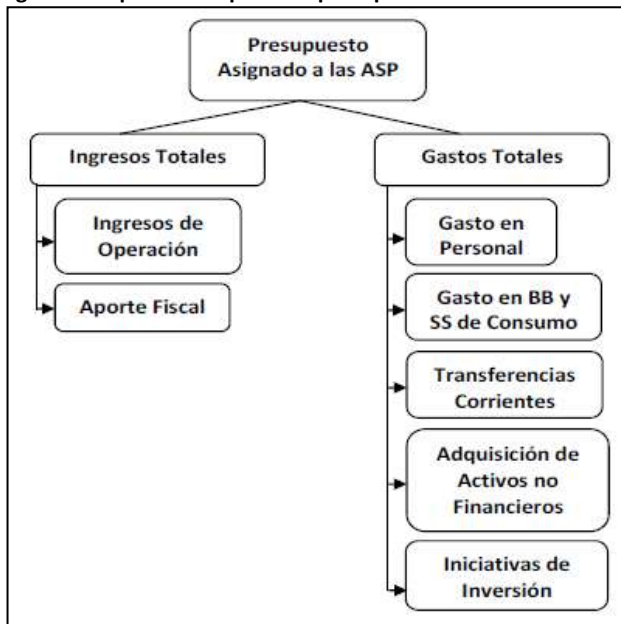 Presupuesto
Asignado a las ASP
Ingresos Totales
Ingresos de
Operación
Aporte Fiscal
Gastos Totales
Gasto en
Personal
Gasto en BB y
SS de Consumo
Transferencias
Corrientes
Adquisición de
Activos no
Financieros
Iniciativas de
Inversión